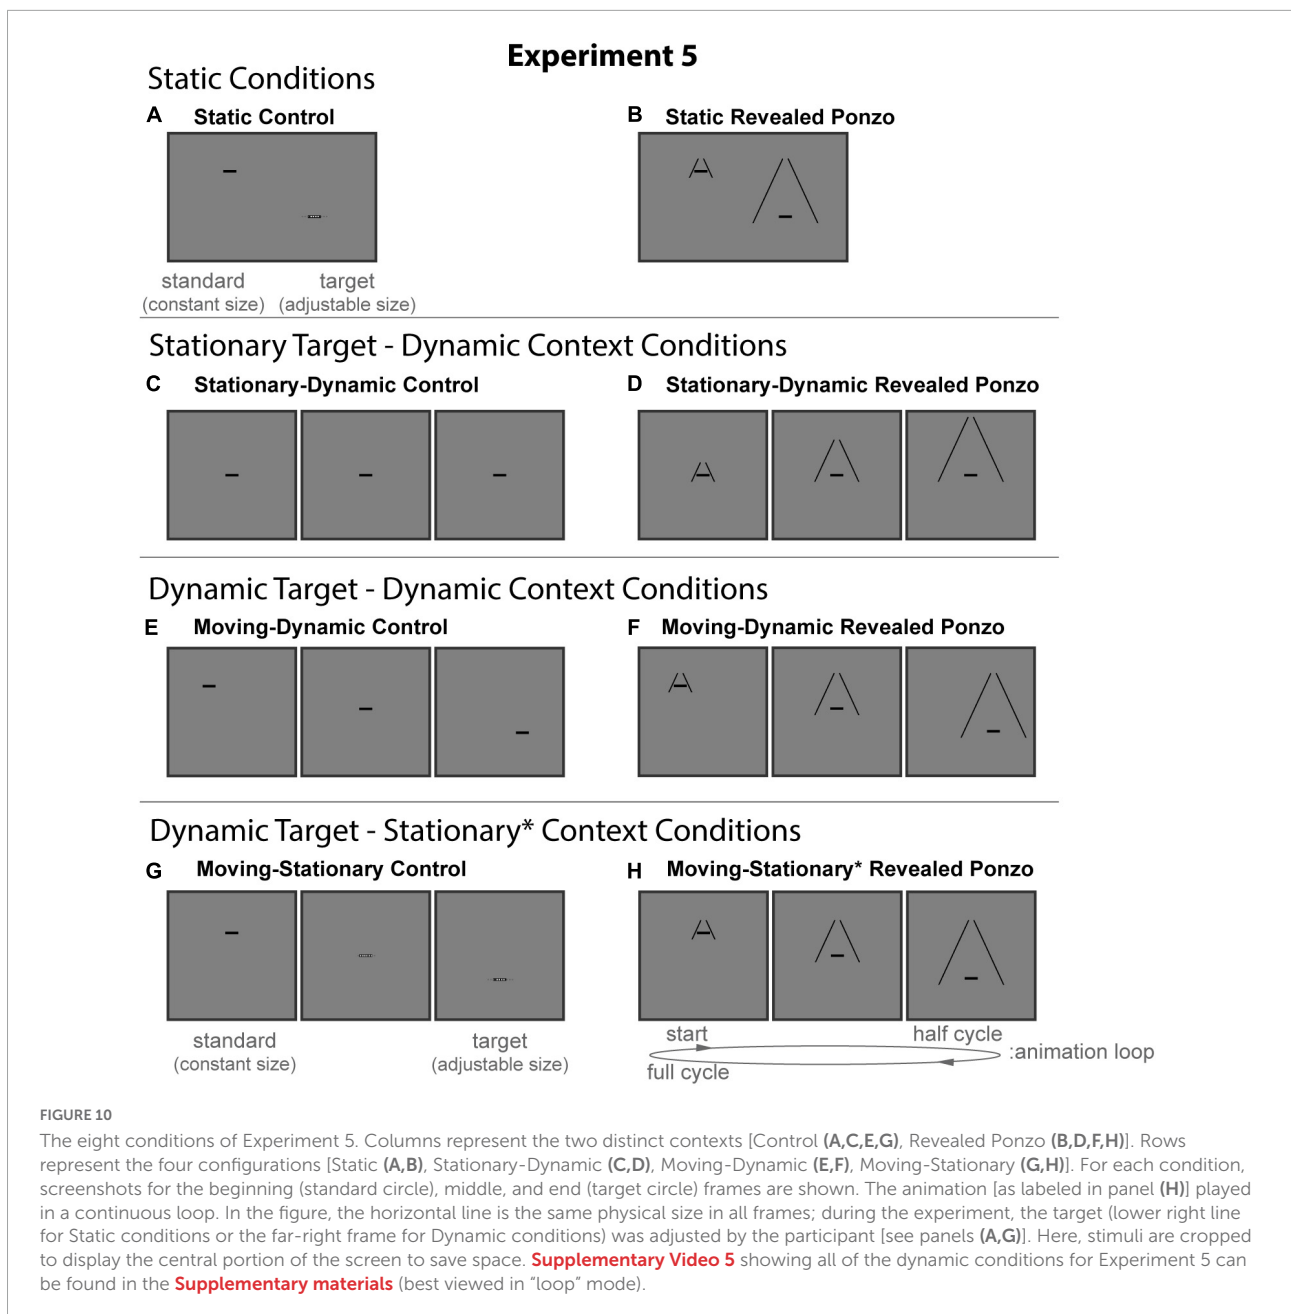 Experiment 5
Static Conditions
A Static Control
B Static Revealed Ponzo
standard
(constant size)
target
(adjustable size)
Stationary Target - Dynamic Context Conditions
C Stationary-Dynamic Control
D Stationary-Dynamic Revealed Ponzo
Dynamic Target - Dynamic Context Conditions
E Moving-Dynamic Control
F Moving-Dynamic Revealed Ponzo
Dynamic Target - Stationary* Context Conditions
G Moving-Stationary Control
H Moving-Stationary* Revealed Ponzo
standard
(constant size)
target
(adjustable size)
start
half cycle
:animation loop
full cycle
FIGURE 10
The eight conditions of Experiment 5. Columns represent the two distinct contexts [Control (A,C,E,G), Revealed Ponzo (B,D,F,H)]. Rows
represent the four configurations [Static (A,B), Stationary-Dynamic (C,D), Moving-Dynamic (E,F), Moving-Stationary (G,H)]. For each condition,
screenshots for the beginning (standard circle), middle, and end (target circle) frames are shown. The animation [as labeled in panel (H)] played
in a continuous loop. In the figure, the horizontal line is the same physical size in all frames; during the experiment, the target (lower right line
for Static conditions or the far-right frame for Dynamic conditions) was adjusted by the participant [see panels (A,G)]. Here, stimuli are cropped
to display the central portion of the screen to save space. Supplementary Video 5 showing all of the dynamic conditions for Experiment 5 can
be found in the Supplementary materials (best viewed in "loop" mode).